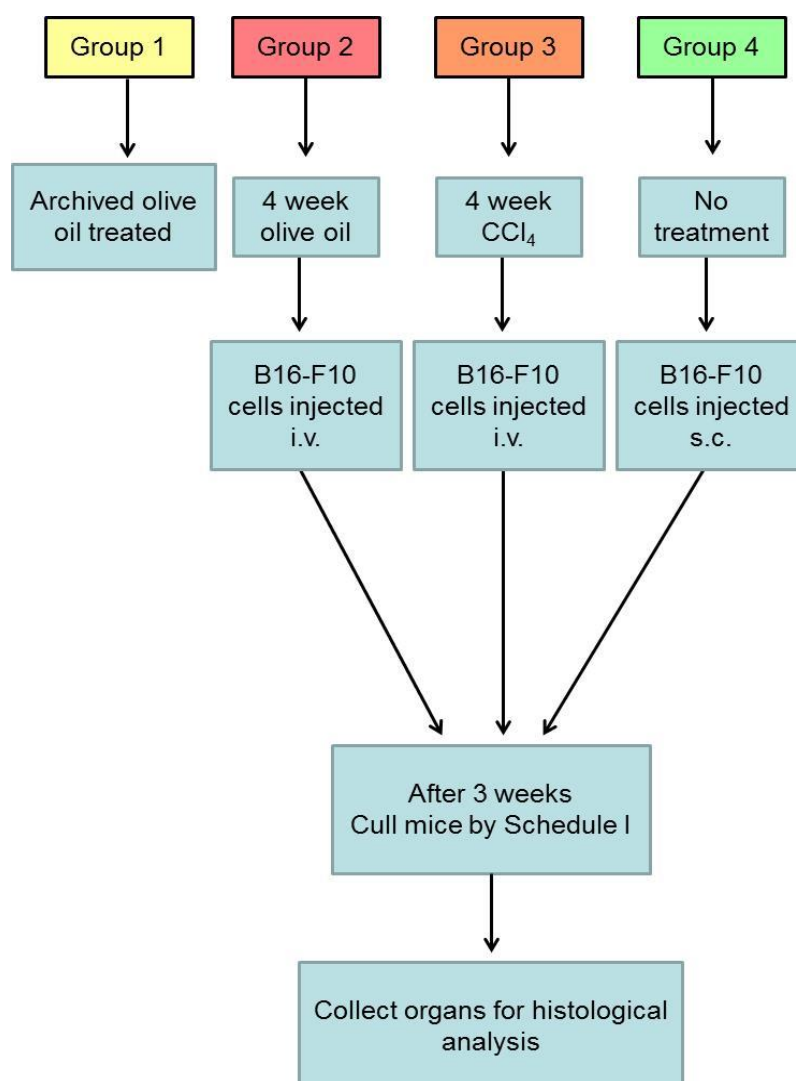 Group 1
Group 2
Group 3
Group 4
Archived olive
oil treated
4 week
olive oil
4 week
CCl₄
No
treatment
B16-F10
cells injected
i.v.
B16-F10
cells injected
i.v.
B16-F10
cells injected
s.c.
After 3 weeks
Cull mice by Schedule I
Collect organs for histological
analysis